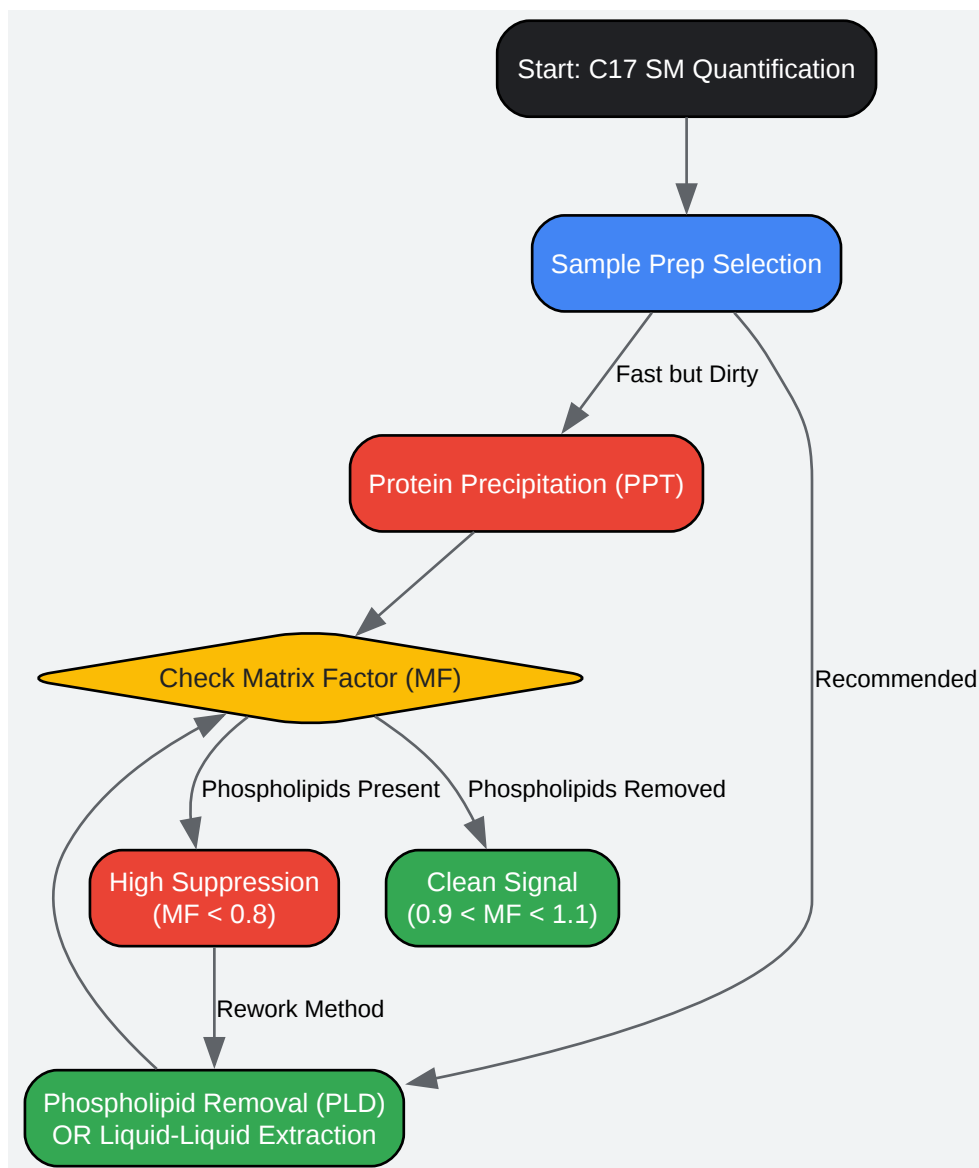 Start: C17 SM Quantification
Sample Prep Selection
Fast but Dirty
Protein Precipitation (PPT)
Recommended
Check Matrix Factor (MF)
Phospholipids Present
Phospholipids Removed
High Suppression
(MF < 0.8)
Clean Signal
(0.9 < MF < 1.1)
Rework Method
Phospholipid Removal (PLD)
OR Liquid-Liquid Extraction